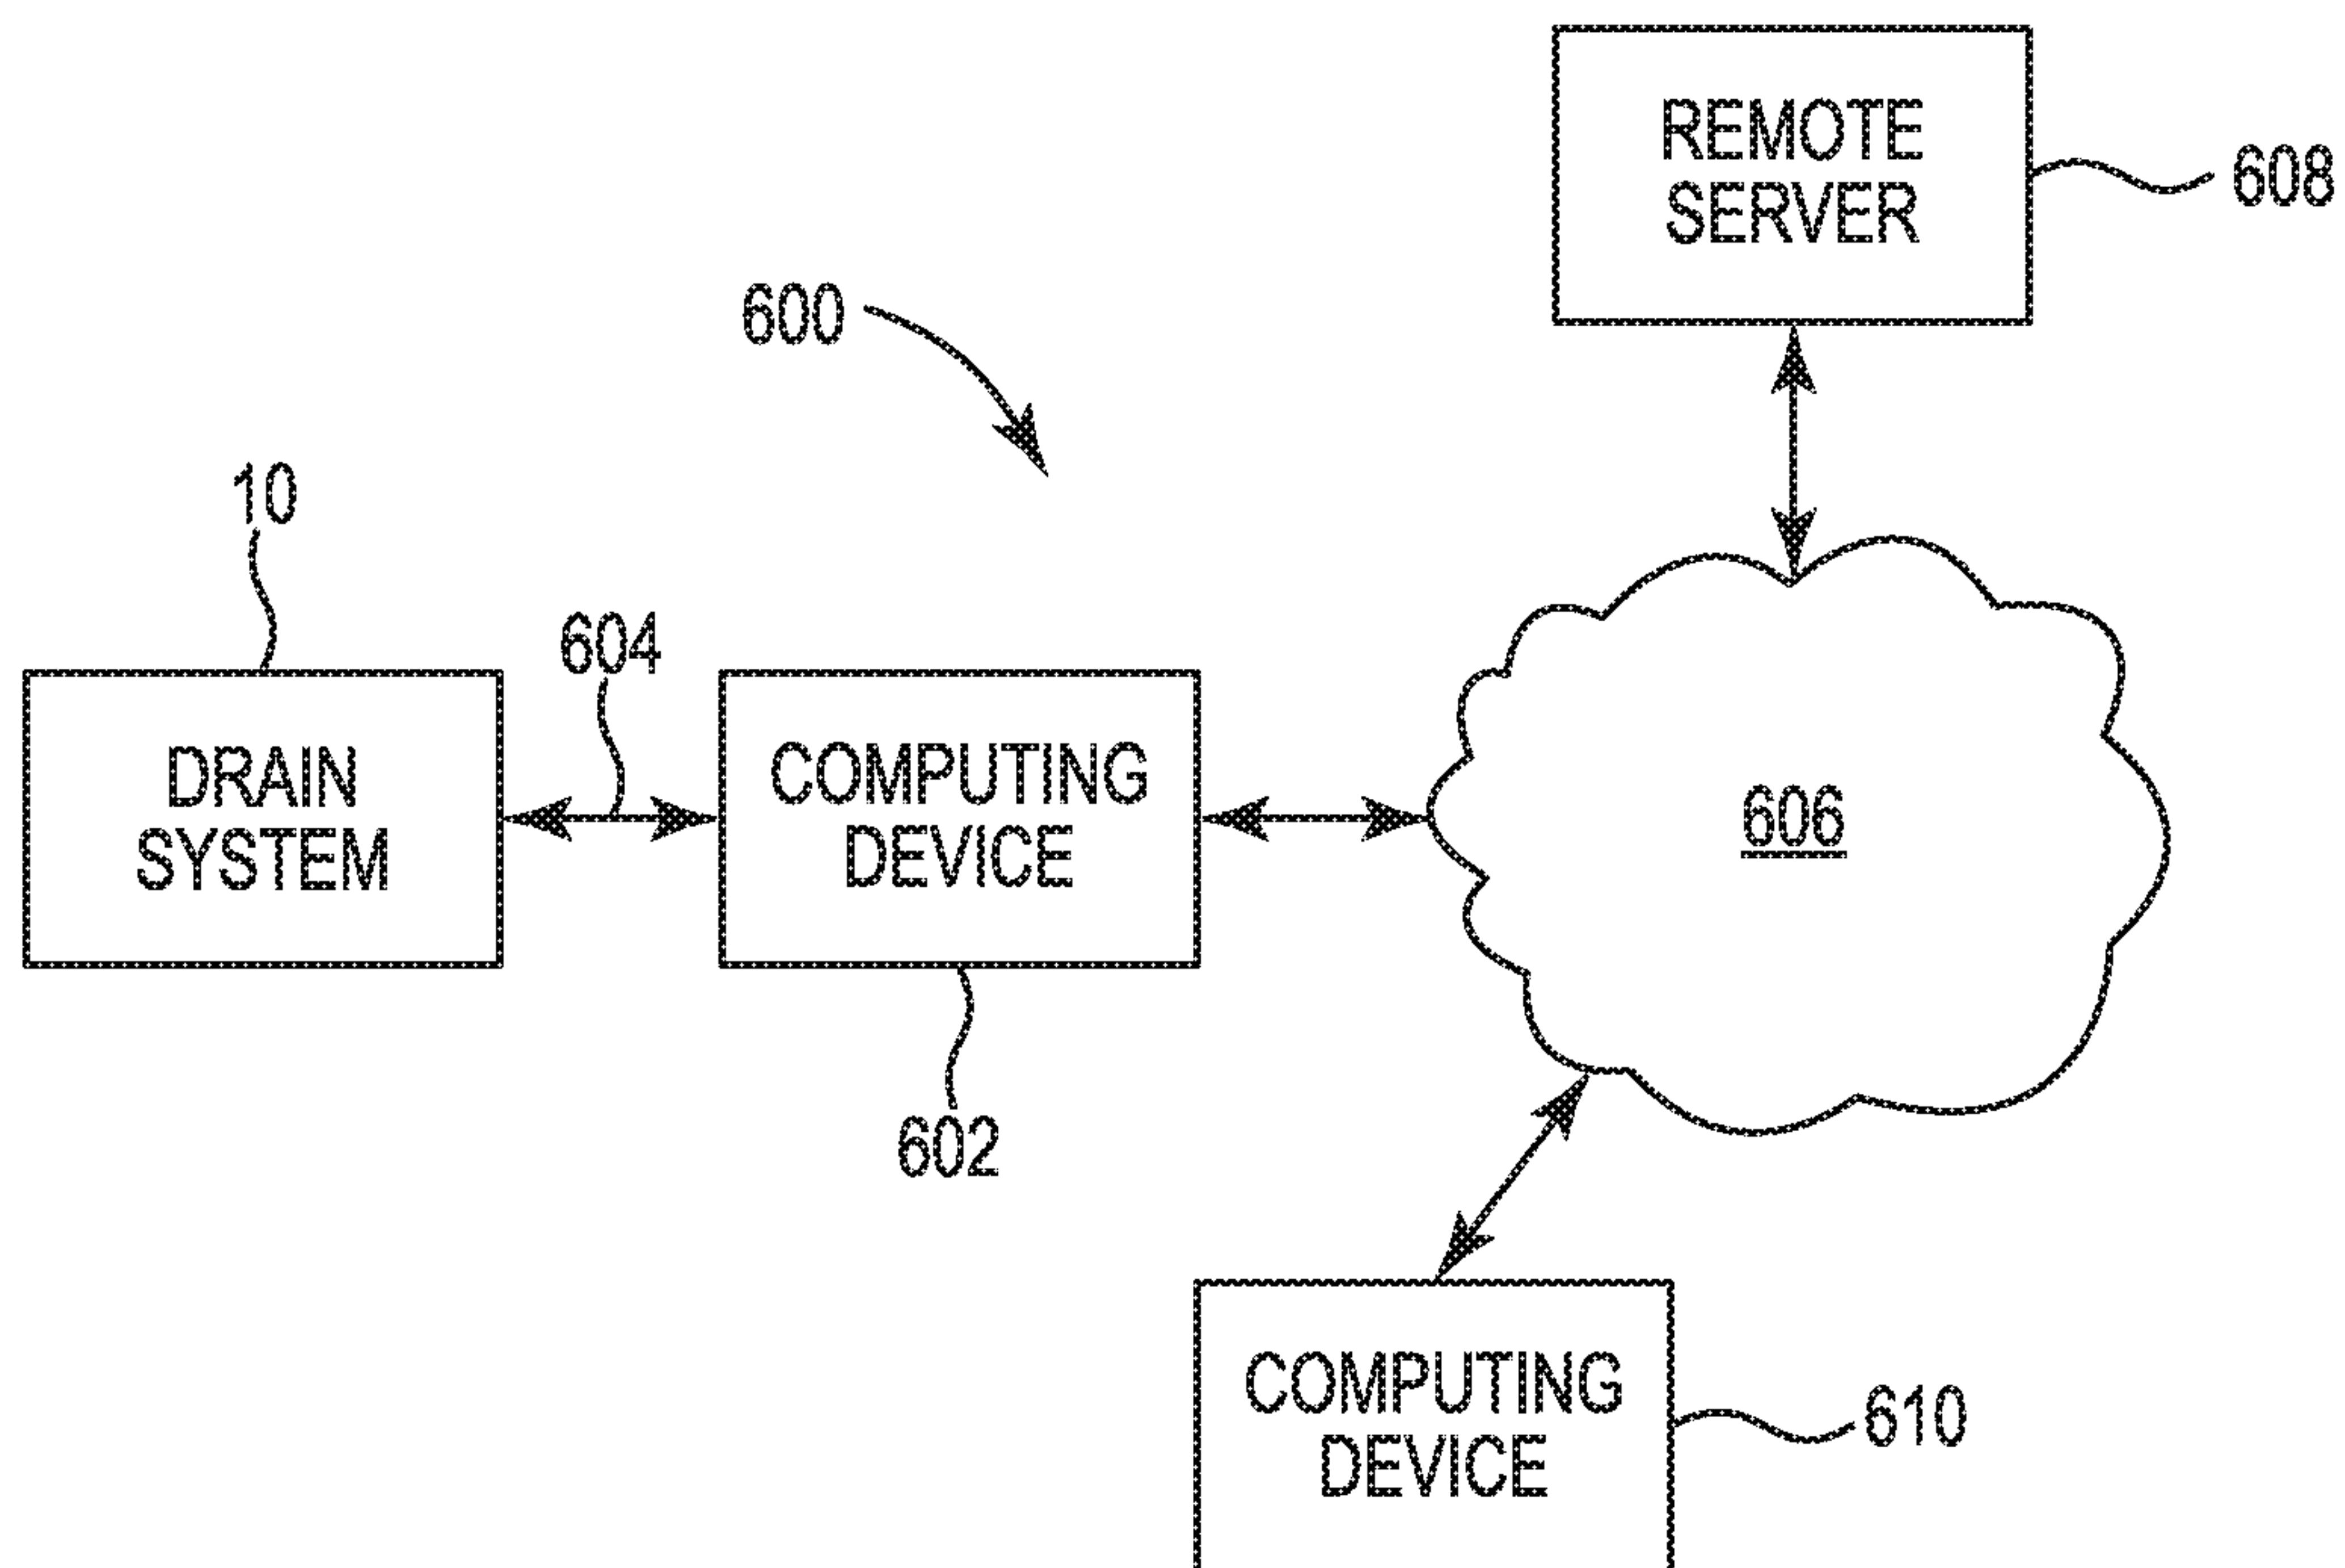 REMOTE
SERVER
608
600
10
604
DRAIN
SYSTEM
COMPUTING
DEVICE
606
602
COMPUTING
DEVICE
610